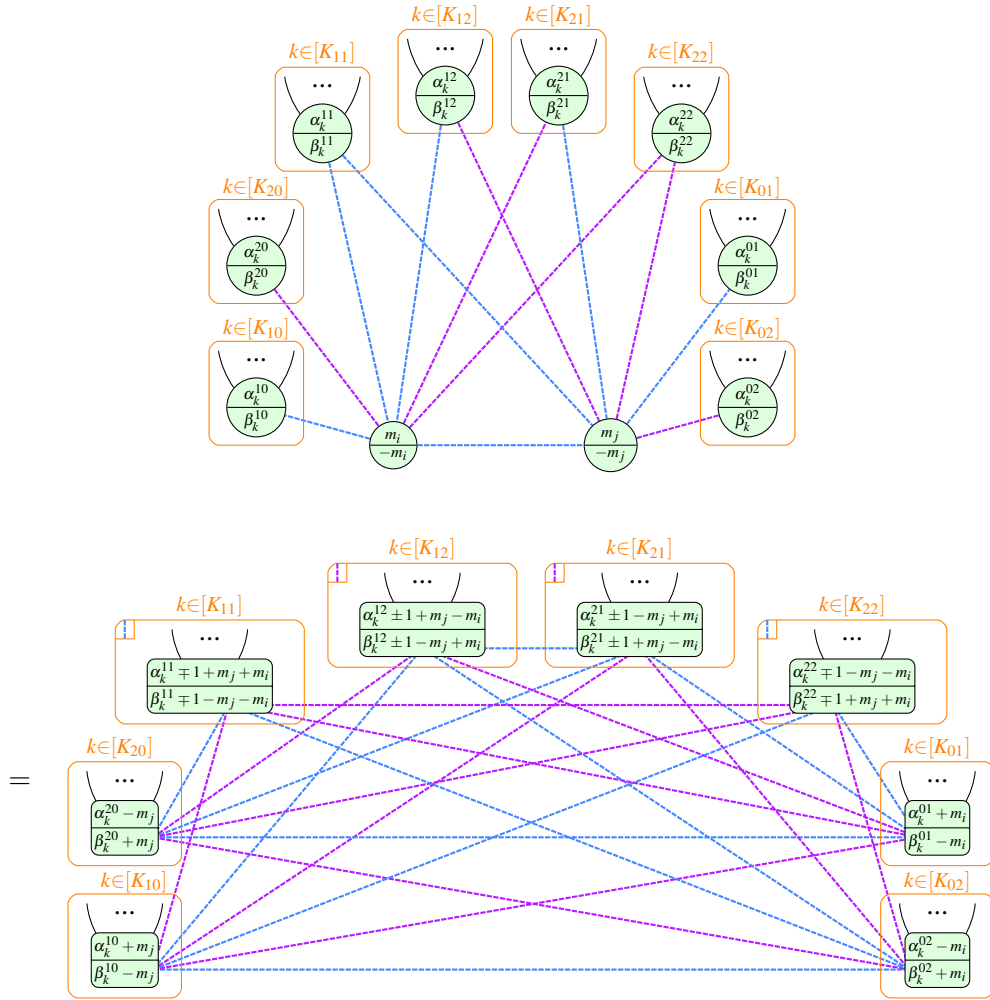 k∈[K₁₂] k∈[K₂₁]
k∈[K₁₁] ... ... k∈[K₂₂]
... α_k^{12} α_k^{21} ...
α_k^{11} β_k^{12} β_k^{21} α_k^{22}
β_k^{11} β_k^{22}
k∈[K₂₀] k∈[K₀₁]
... ...
α_k^{20} α_k^{01}
β_k^{20} β_k^{01}
k∈[K₁₀] k∈[K₀₂]
... ...
α_k^{10} α_k^{02}
β_k^{10} β_k^{02}
m_i m_j
−m_i −m_j
k∈[K₁₂] k∈[K₂₁]
... ...
k∈[K₁₁] α_k^{12} ± 1 + m_j − m_i α_k^{21} ± 1 − m_j + m_i k∈[K₂₂]
... β_k^{12} ± 1 − m_j + m_i β_k^{21} ± 1 + m_j − m_i ...
α_k^{11} ∓ 1 + m_j + m_i α_k^{22} ∓ 1 − m_j − m_i
β_k^{11} ∓ 1 − m_j − m_i β_k^{22} ∓ 1 + m_j + m_i
k∈[K₂₀] k∈[K₀₁]
= ... ...
α_k^{20} − m_j α_k^{01} + m_i
β_k^{20} + m_j β_k^{01} − m_i
k∈[K₁₀] k∈[K₀₂]
... ...
α_k^{10} + m_j α_k^{02} − m_i
β_k^{10} − m_j β_k^{02} + m_i